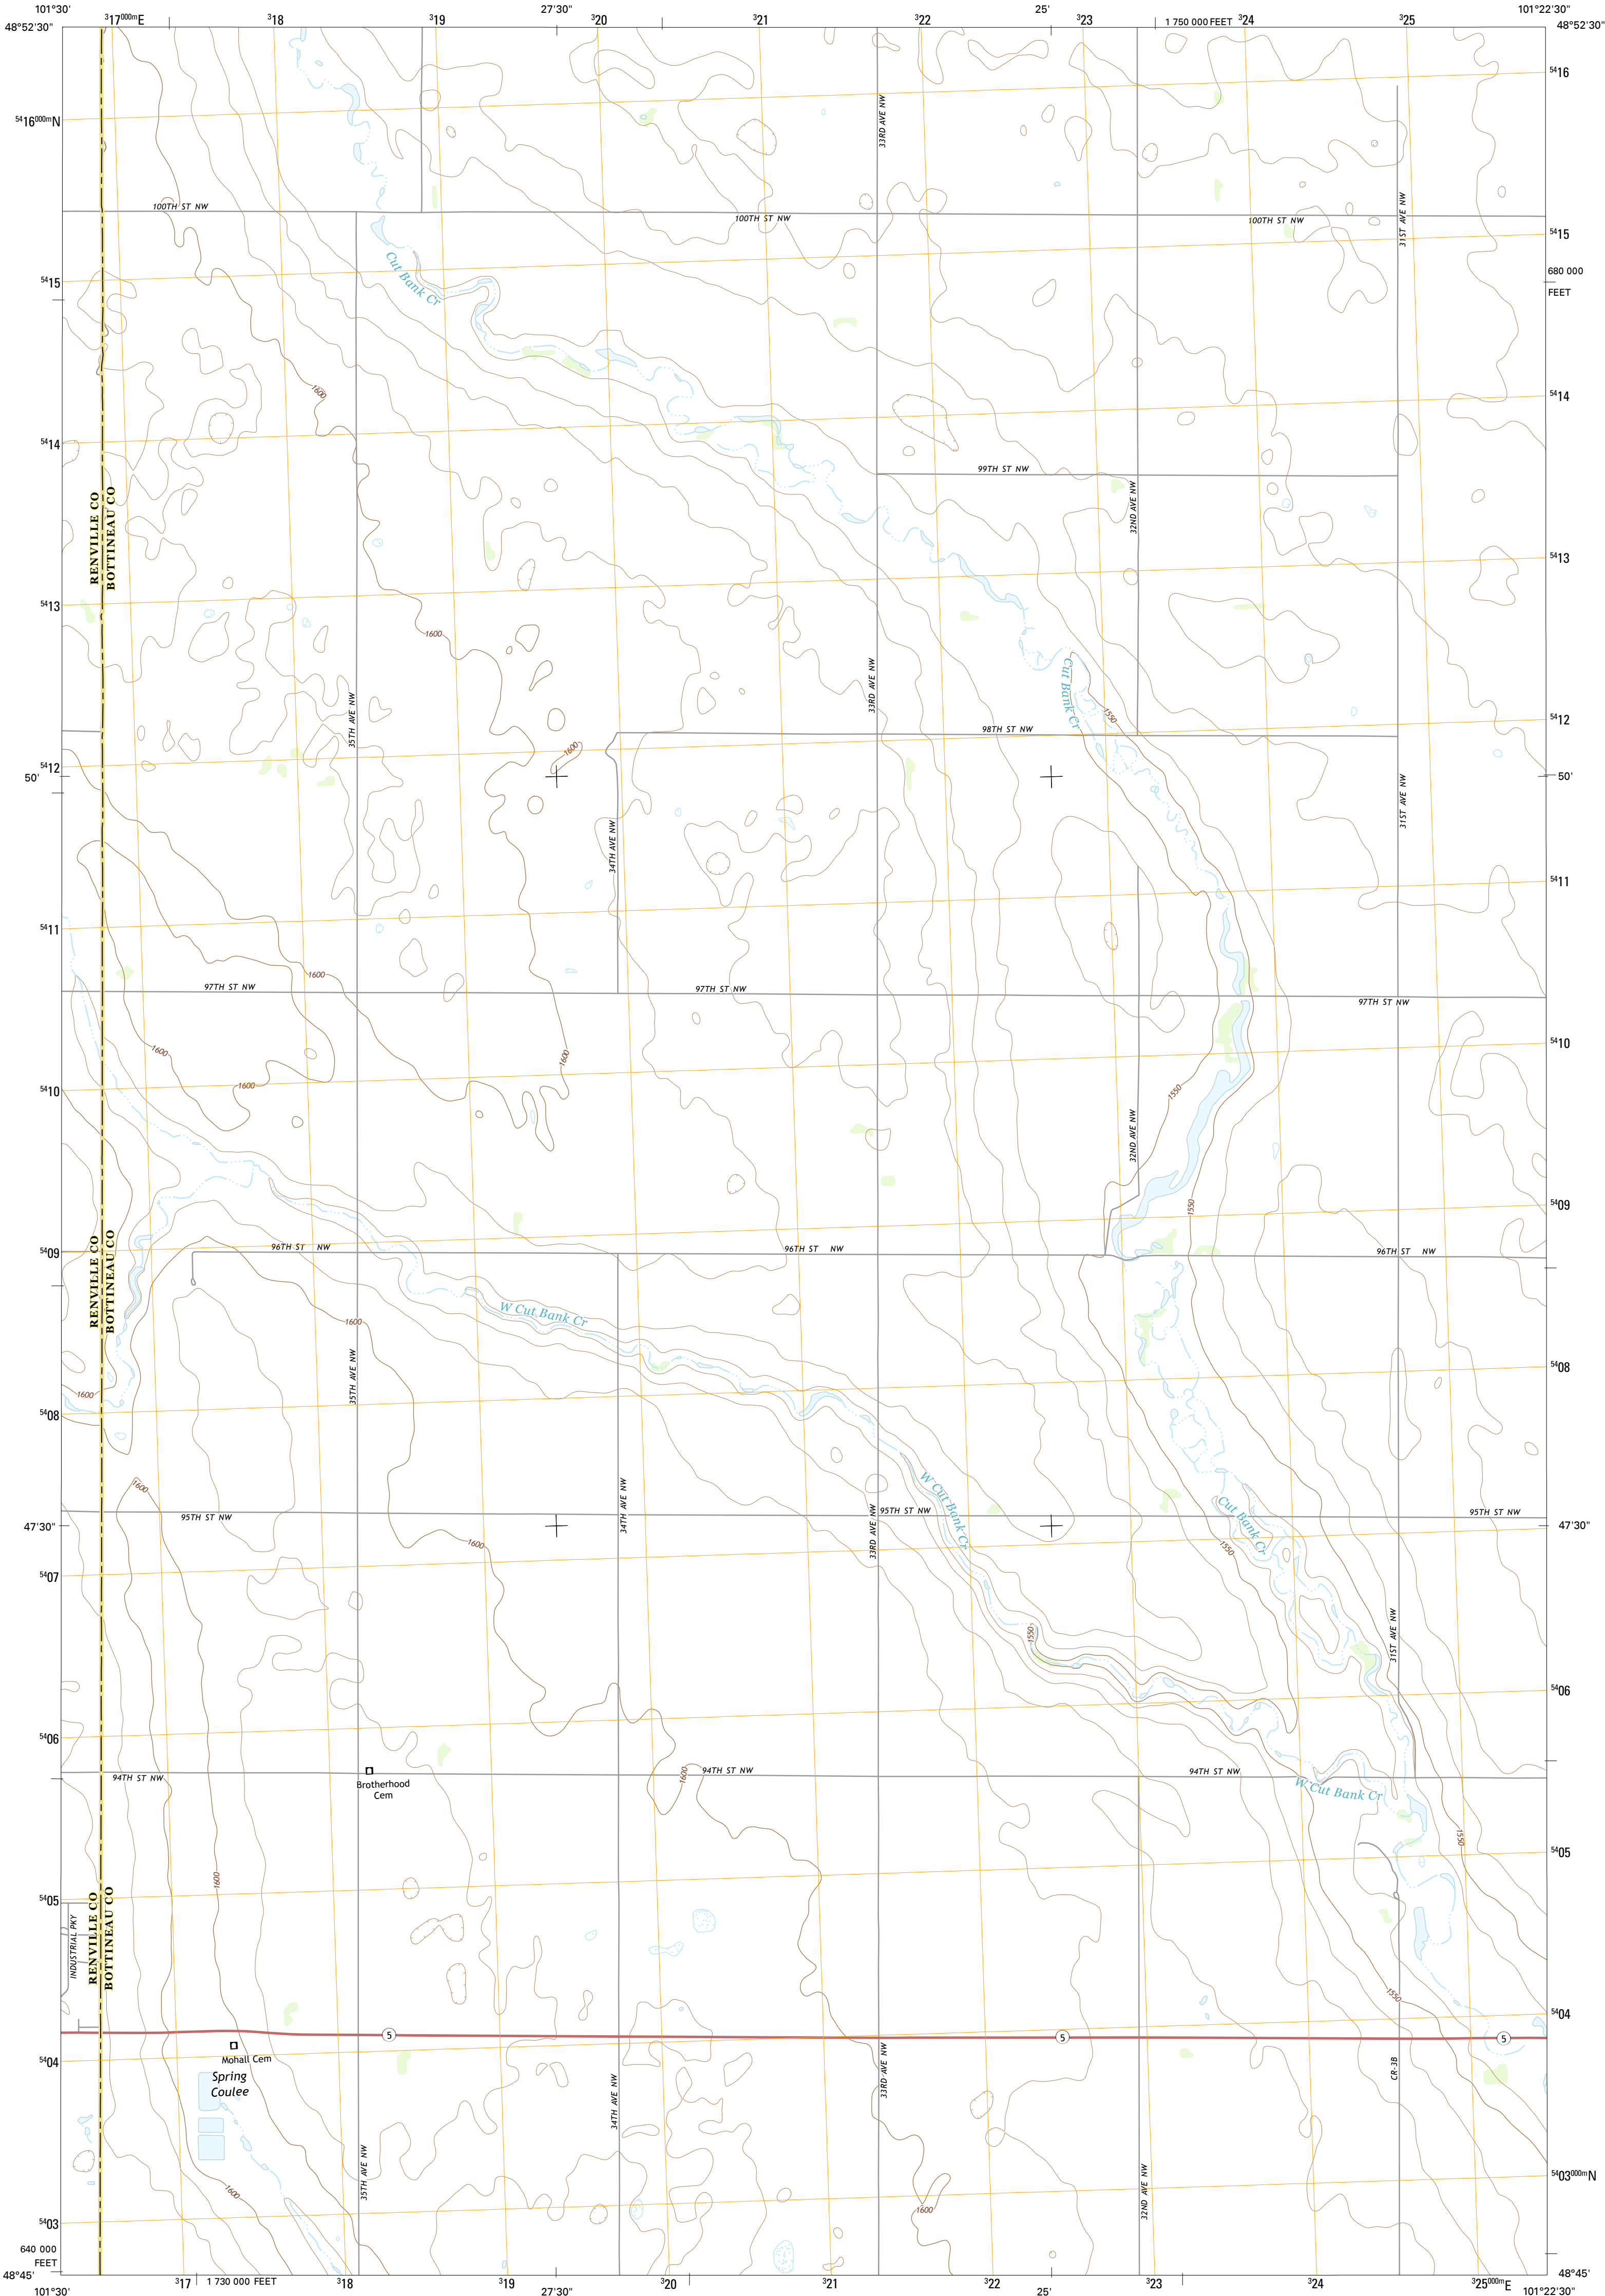 101°30'
³17⁰⁰⁰ᵐE
³18
³19
27'30"
³20
³21
³22
25'
³23
1 750 000 FEET
³24
³25
101°22'30"
48°52'30"
48°52'30"
⁵⁴16
⁵⁴16⁰⁰⁰ᵐN
33RD AVE NW
100TH ST NW
100TH ST NW
100TH ST NW
31ST AVE NW
⁵⁴15
680 000
FEET
⁵⁴15
Cut Bank Cr
1600
⁵⁴14
⁵⁴14
99TH ST NW
32ND AVE NW
RENVILLE CO
BOTTINEAU CO
⁵⁴13
⁵⁴13
1600
33RD AVE NW
Cut Bank Cr
35TH AVE NW
1550
⁵⁴12
98TH ST NW
1600
⁵⁴12
50'
50'
31ST AVE NW
34TH AVE NW
⁵⁴11
⁵⁴11
1600
97TH ST NW
97TH ST NW
97TH ST NW
1600
1600
⁵⁴10
1600
⁵⁴10
1550
32ND AVE NW
1550
⁵⁴09
RENVILLE CO
BOTTINEAU CO
⁵⁴09
96TH ST NW
96TH ST NW
96TH ST NW
W Cut Bank Cr
1600
35TH AVE NW
⁵⁴08
1600
⁵⁴08
1600
W Cut Bank Cr
34TH AVE NW
33RD AVE NW
95TH ST NW
95TH ST NW
95TH ST NW
Cut Bank Cr
47'30"
47'30"
1600
1550
⁵⁴07
⁵⁴07
1550
31ST AVE NW
⁵⁴06
⁵⁴06
94TH ST NW
Brotherhood
Cem
1600
94TH ST NW
94TH ST NW
W Cut Bank Cr
1550
⁵⁴05
1600
⁵⁴05
INDUSTRIAL PKY
RENVILLE CO
BOTTINEAU CO
1550
⁵⁴04
5
5
5
Mohall Cem
⁵⁴04
Spring
Coulee
34TH AVE NW
33RD AVE NW
CR-3B
35TH AVE NW
32ND AVE NW
⁵⁴03⁰⁰⁰ᵐN
1600
1600
⁵⁴03
640 000
FEET
48°45'
48°45'
101°30'
³17
1 730 000 FEET
³18
³19
27'30"
³20
³21
³22
25'
³23
³24
³25⁰⁰⁰ᵐE
101°22'30"